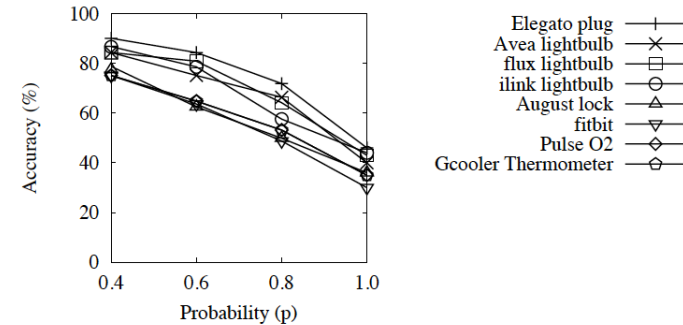 100
80
60
40
20
0
Accuracy (%)
0.4 0.6 0.8 1.0
Probability (p)
Elegato plug
Avea lightbulb
flux lightbulb
ilink lightbulb
August lock
fitbit
Pulse O2
Gcooler Thermometer